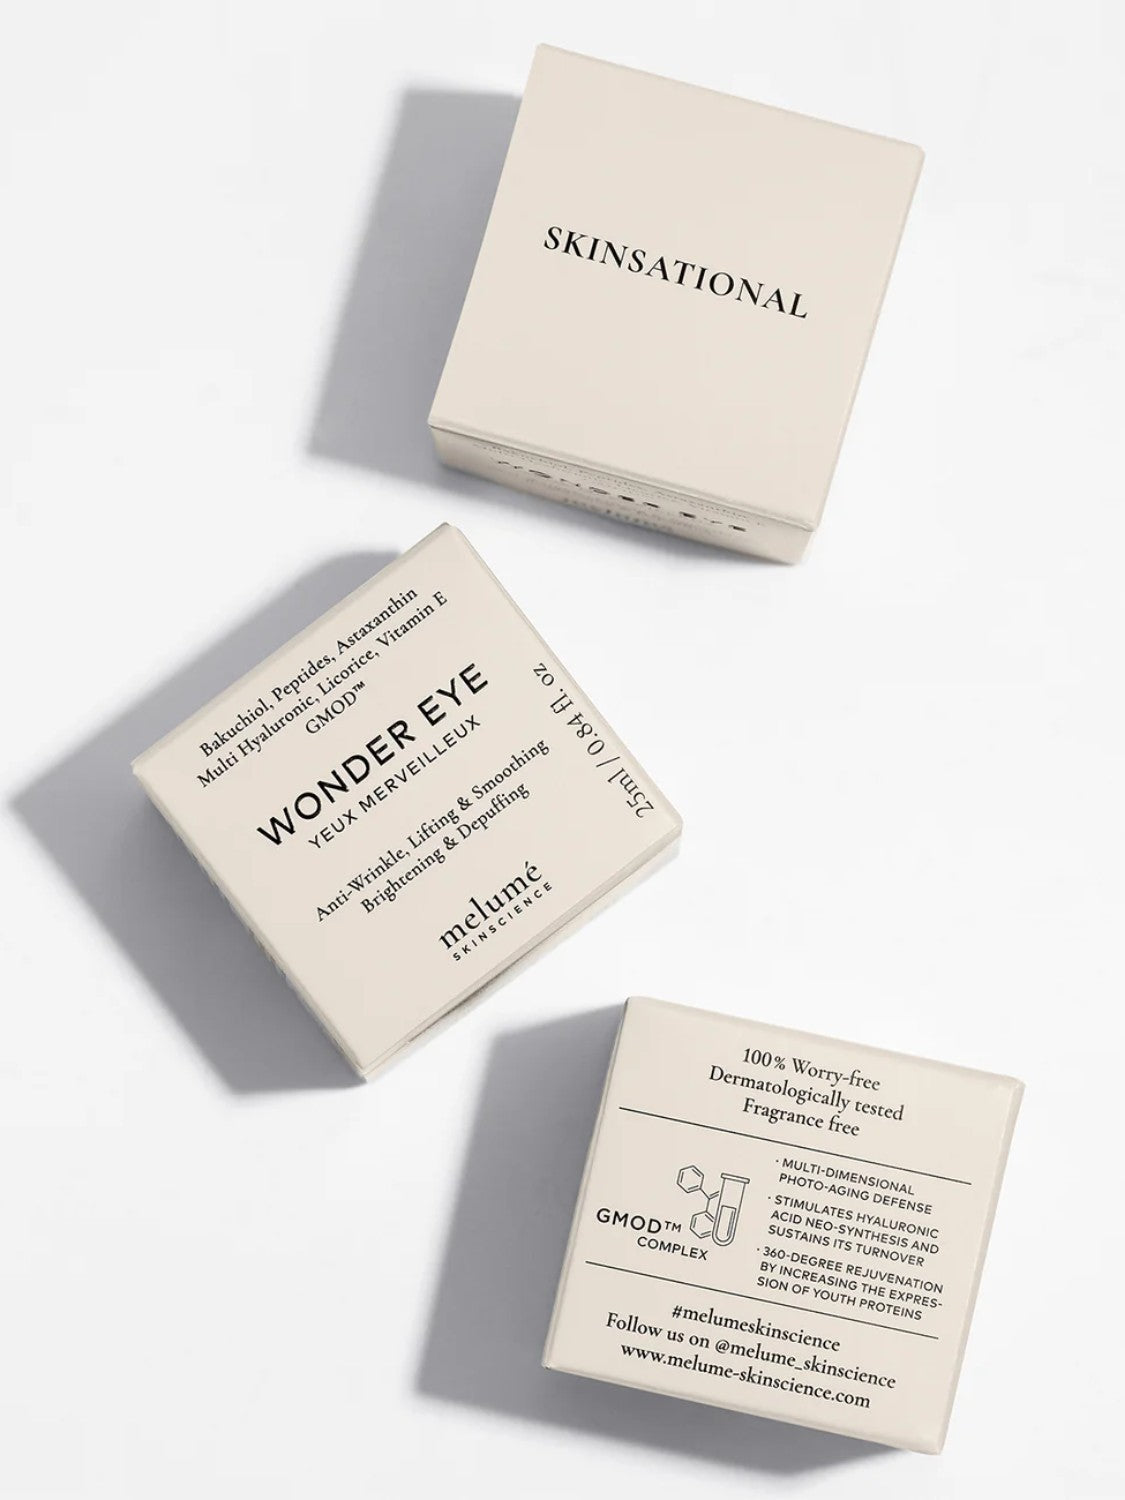 SKINSATIONAL
WONDER EYE
Bakuchiol, Peptides, Astaxanthin
Multi Hyaluronic, Licorice, Vitamin E
GMOD™
WONDER EYE
YEUX MERVEILLEUX
Anti-Wrinkle, Lifting & Smoothing
Brightening & Depuffing
melumé
SKINSCIENCE
25ml / 0.84 fl. oz
100% Worry-free
Dermatologically tested
Fragrance free
GMOD™
COMPLEX
· MULTI-DIMENSIONAL
PHOTO-AGING DEFENSE
· STIMULATES HYALURONIC
ACID NEO-SYNTHESIS AND
SUSTAINS ITS TURNOVER
· 360-DEGREE REJUVENATION
BY INCREASING THE EXPRES-
SION OF YOUTH PROTEINS
#melumeskinscience
Follow us on @melume_skinscience
www.melume-skinscience.com